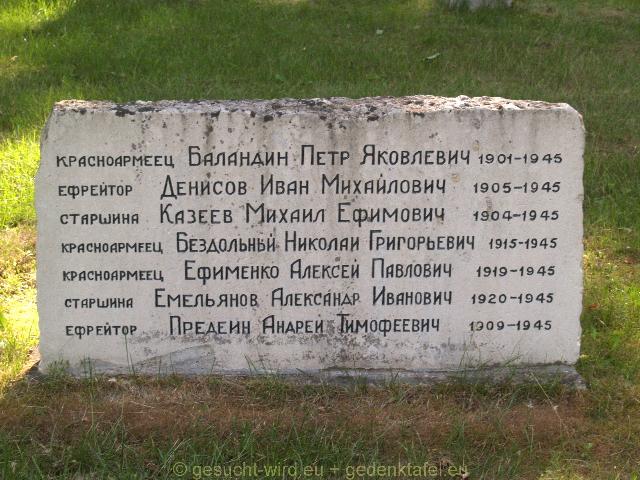 КРАСНОАРМЕЕЦ БАЛАНДИН ПЕТР ЯКОВЛЕВИЧ 1901-1945
ЕФРЕЙТОР ДЕНИСОВ ИВАН МИХАЙЛОВИЧ 1905-1945
СТАРШИНА КАЗЕЕВ МИХАИЛ ЕФИМОВИЧ 1904-1945
КРАСНОАРМЕЕЦ БЕЗДОЛЬНЫЙ НИКОЛАЙ ГРИГОРЬЕВИЧ 1915-1945
КРАСНОАРМЕЕЦ ЕФИМЕНКО АЛЕКСЕЙ ПАВЛОВИЧ 1919-1945
СТАРШИНА ЕМЕЛЬЯНОВ АЛЕКСАНДР ИВАНОВИЧ 1920-1945
ЕФРЕЙТОР ПРЕДЕИН АНДРЕЙ ТИМОФЕЕВИЧ 1909-1945
© gesucht-wird.eu + gedenktafel.eu